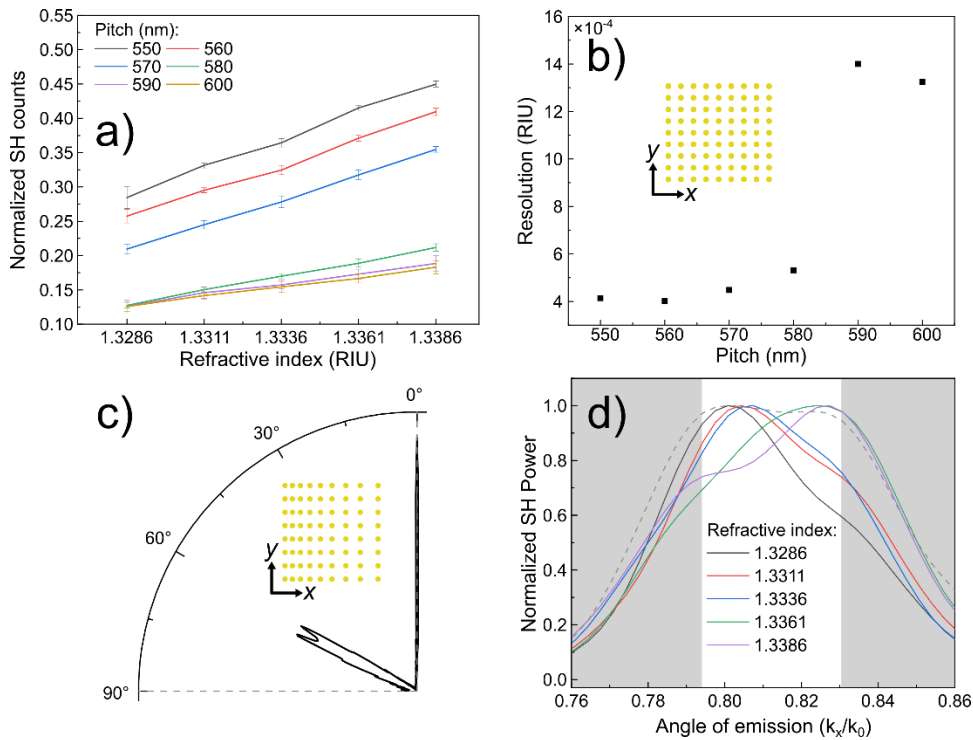 a)
Normalized SH counts
0.55
0.50
0.45
0.40
0.35
0.30
0.25
0.20
0.15
0.10
Pitch (nm):
550 560
570 580
590 600
1.3286 1.3311 1.3336 1.3361 1.3386
Refractive index (RIU)
b)
×10⁻⁴
Resolution (RIU)
16
14
12
10
8
6
4
y
x
550 560 570 580 590 600
Pitch (nm)
c)
0°
30°
60°
90°
y
x
d)
Normalized SH Power
1.0
0.8
0.6
0.4
0.2
0.0
Refractive index:
1.3286
1.3311
1.3336
1.3361
1.3386
0.76 0.78 0.80 0.82 0.84 0.86
Angle of emission (kₓ/k₀)